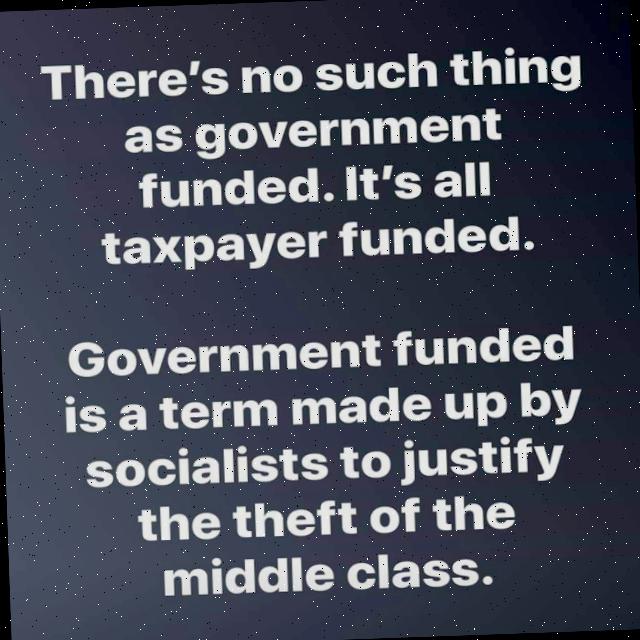 There’s no such thing
as government
funded. It’s all
taxpayer funded.
Government funded
is a term made up by
socialists to justify
the theft of the
middle class.